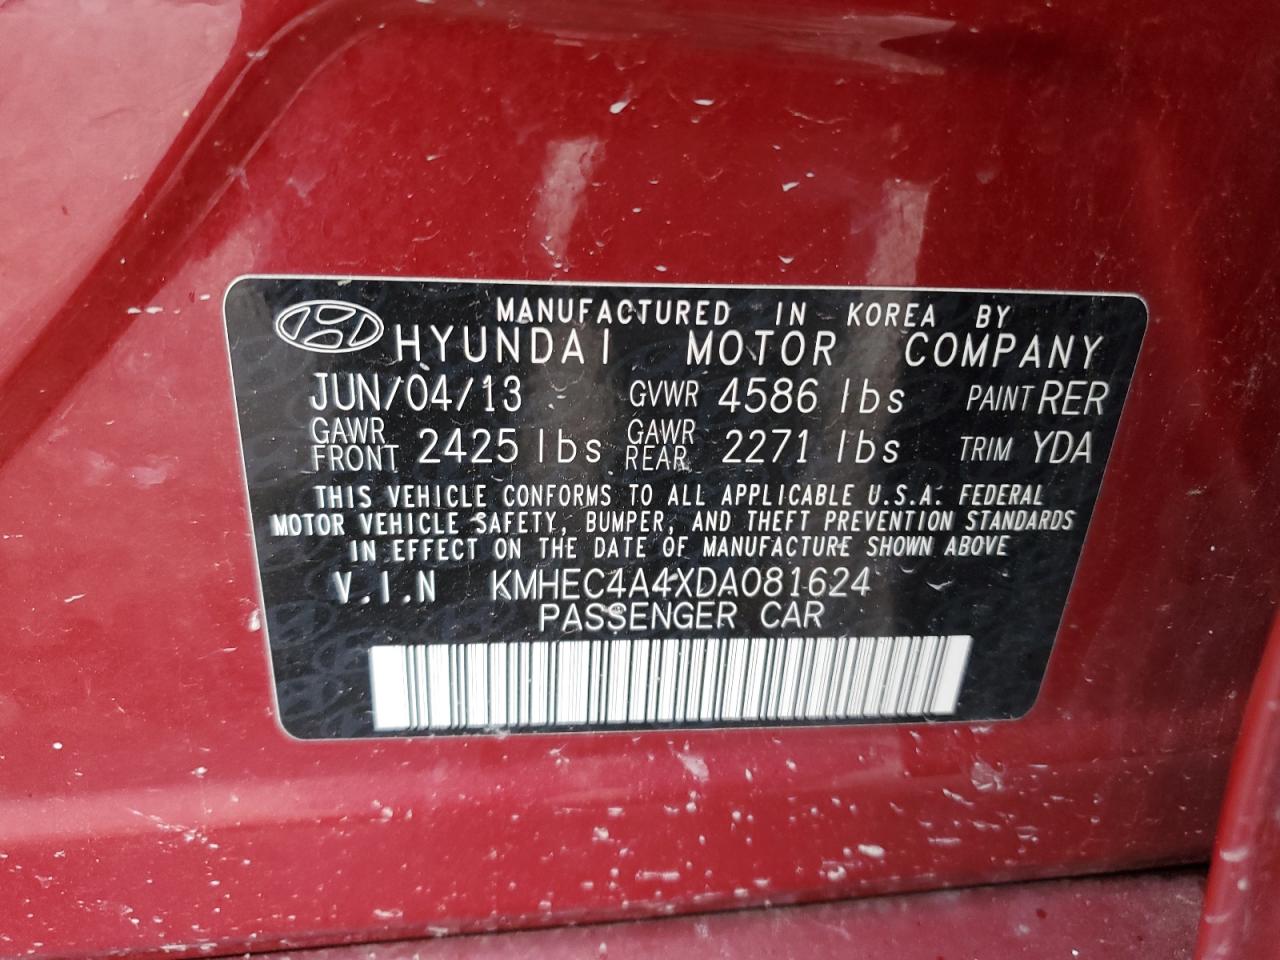 MANUFACTURED IN KOREA BY
HYUNDAI MOTOR COMPANY
JUN/04/13 GVWR 4586 lbs PAINT RER
GAWR FRONT 2425 lbs GAWR REAR 2271 lbs TRIM YDA
THIS VEHICLE CONFORMS TO ALL APPLICABLE U.S.A. FEDERAL
MOTOR VEHICLE SAFETY, BUMPER, AND THEFT PREVENTION STANDARDS
IN EFFECT ON THE DATE OF MANUFACTURE SHOWN ABOVE
V.I.N KMHEC4A4XDA081624
PASSENGER CAR